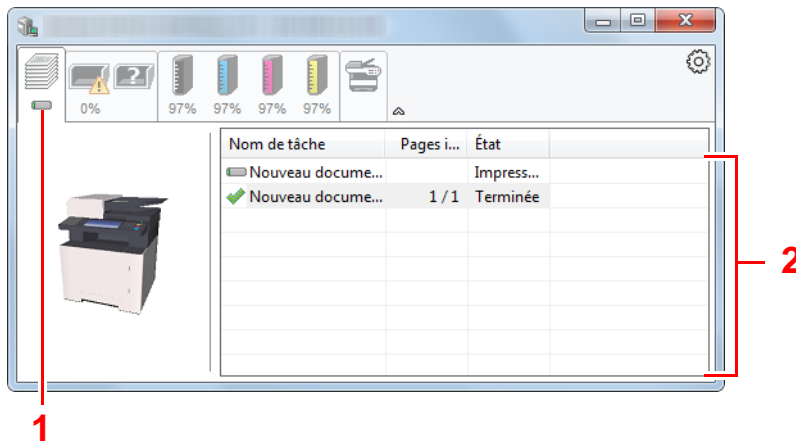 ?
0% 97% 97% 97% 97%
Nom de tâche Pages i... État
Nouveau docume... Impress...
Nouveau docume... 1 / 1 Terminée
2
1